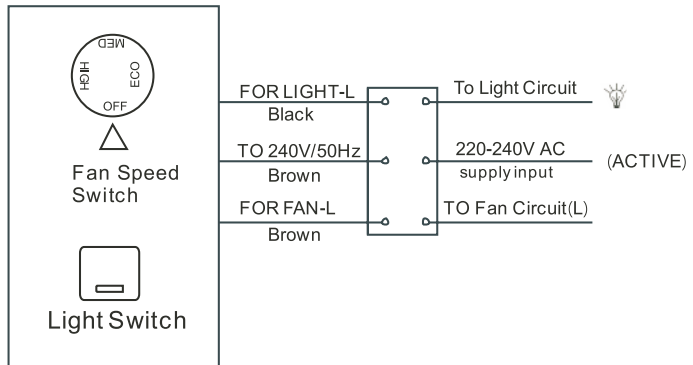 MED
HIGH
ECO
OFF
Fan Speed
Switch
Light Switch
FOR LIGHT-L
Black
TO 240V/50Hz
Brown
FOR FAN-L
Brown
To Light Circuit
220-240V AC
supply input
(ACTIVE)
TO Fan Circuit(L)